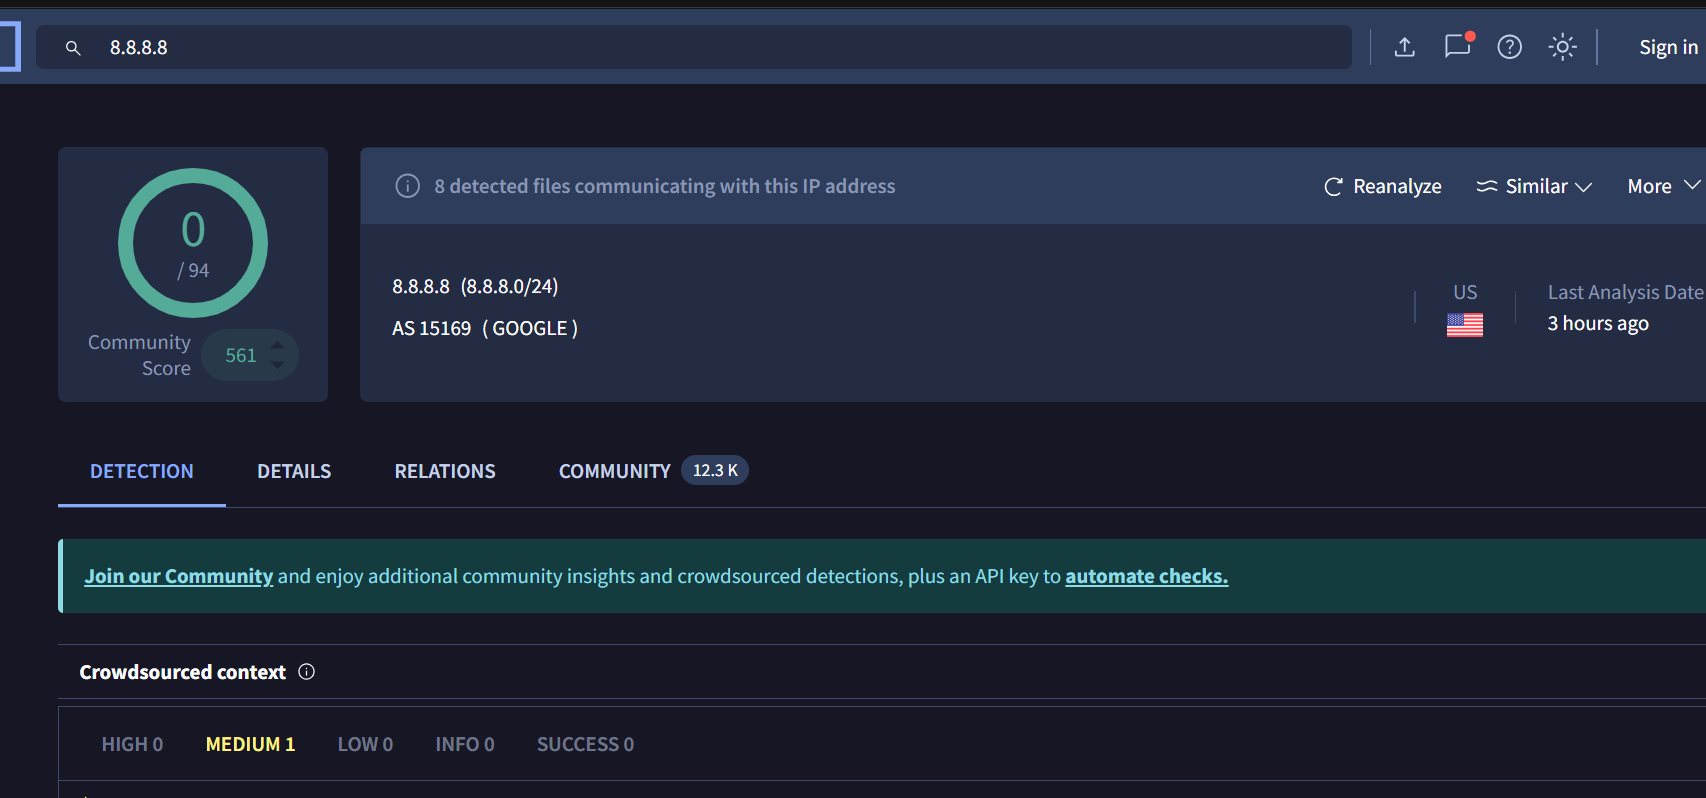 8.8.8.8
Sign in
0
/ 94
Community Score
561
8 detected files communicating with this IP address
Reanalyze
Similar
More
8.8.8.8 (8.8.8.0/24)
AS 15169 ( GOOGLE )
US
Last Analysis Date
3 hours ago
DETECTION
DETAILS
RELATIONS
COMMUNITY
12.3 K
Join our Community and enjoy additional community insights and crowdsourced detections, plus an API key to automate checks.
Crowdsourced context
HIGH 0
MEDIUM 1
LOW 0
INFO 0
SUCCESS 0